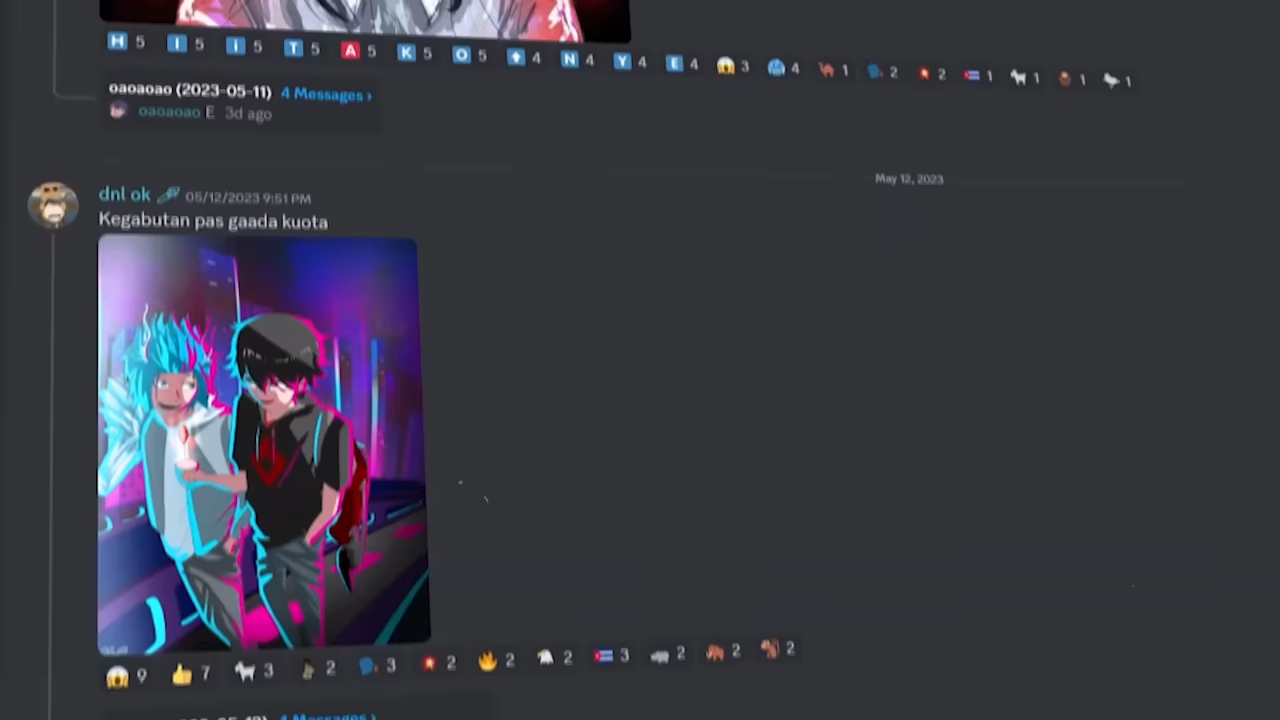 H 5 I 5 i 5 T 5 A 5 K 5 O 5 4 N 4 Y 4 E 4 3 4 1 2 2 1 1 1 1
oaoaoao (2023-05-11) 4 Messages ›
oaoaoao E 3d ago
May 12, 2023
dnl ok 05/12/2023 9:51 PM
Kegabutan pas gaada kuota
9 7 3 2 3 2 2 2 3 2 2 2
4 Messages ›